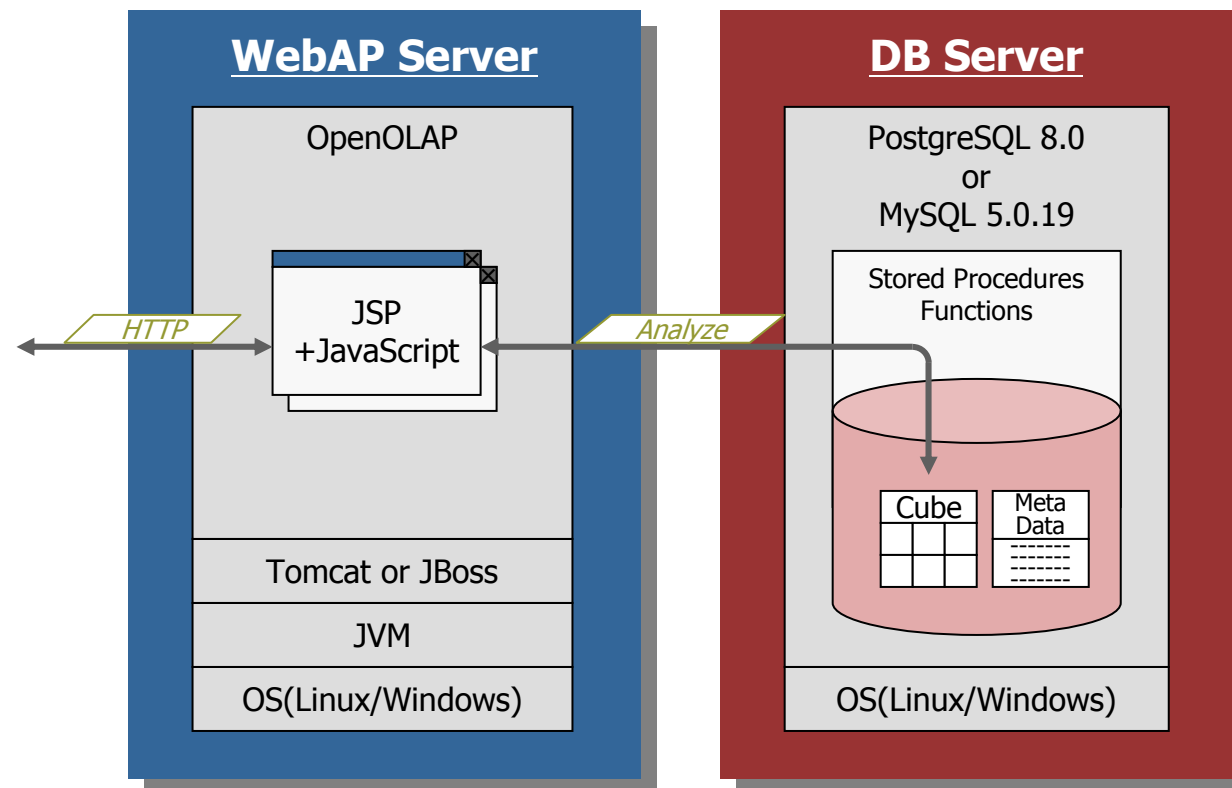 WebAP Server
OpenOLAP
HTTP
JSP
+JavaScript
Analyze
Tomcat or JBoss
JVM
OS(Linux/Windows)
DB Server
PostgreSQL 8.0
or
MySQL 5.0.19
Stored Procedures
Functions
Cube
Meta
Data
-------
-------
-------
-------
OS(Linux/Windows)